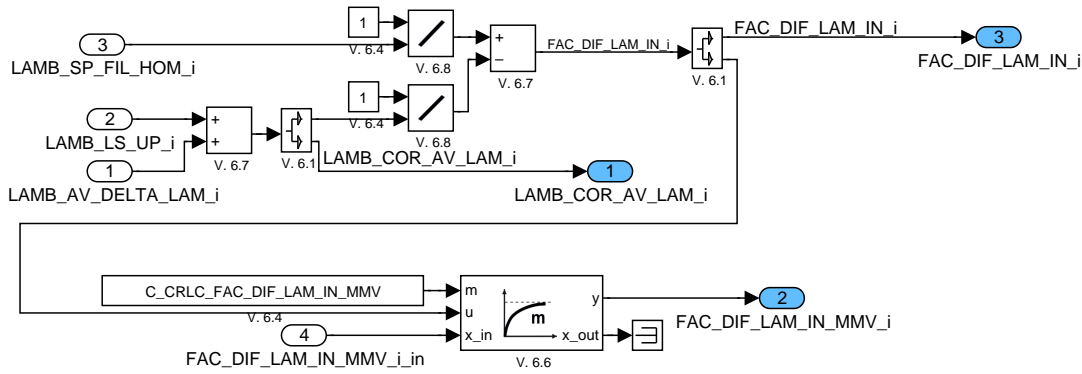 1
V. 6.4
3
LAMB_SP_FIL_HOM_i
V. 6.8
+
−
V. 6.7
FAC_DIF_LAM_IN_i
V. 6.1
FAC_DIF_LAM_IN_i
3
FAC_DIF_LAM_IN_i
1
V. 6.4
V. 6.8
2
LAMB_LS_UP_i
1
LAMB_AV_DELTA_LAM_i
+
+
V. 6.7
V. 6.1
LAMB_COR_AV_LAM_i
1
LAMB_COR_AV_LAM_i
C_CRLC_FAC_DIF_LAM_IN_MMV
V. 6.4
4
FAC_DIF_LAM_IN_MMV_i_in
m
u
x_in
m
y
x_out
V. 6.6
2
FAC_DIF_LAM_IN_MMV_i